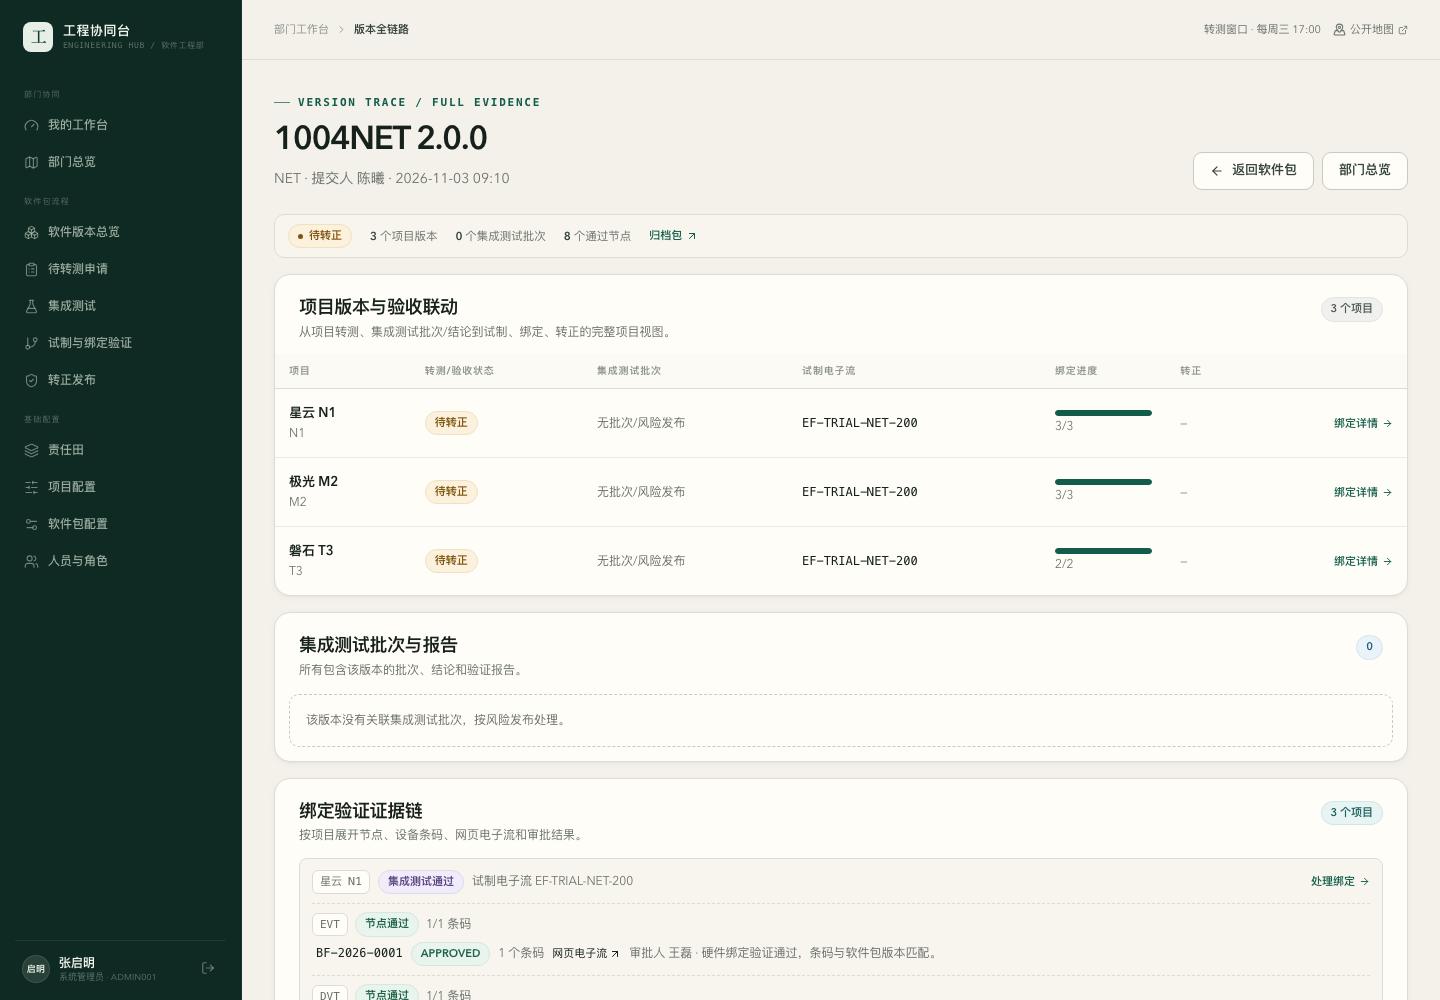 工 工程协同台
ENGINEERING HUB / 软件工程部
部门协同
我的工作台
部门总览
软件包流程
软件版本总览
待转测申请
集成测试
试制与绑定验证
转正发布
基础配置
责任田
项目配置
软件包配置
人员与角色
启明 张启明
系统管理员 · ADMIN001
部门工作台 > 版本全链路
转测窗口 · 每周三 17:00 公开地图
VERSION TRACE / FULL EVIDENCE
1004NET 2.0.0
NET · 提交人 陈曦 · 2026-11-03 09:10
← 返回软件包 部门总览
待转正 3 个项目版本 0 个集成测试批次 8 个通过节点 归档包 ↗
项目版本与验收联动 3 个项目
从项目转测、集成测试批次/结论到试制、绑定、转正的完整项目视图。
项目 转测/验收状态 集成测试批次 试制电子流 绑定进度 转正
星云 N1 待转正 无批次/风险发布 EF-TRIAL-NET-200 3/3 – 绑定详情 →
N1
极光 M2 待转正 无批次/风险发布 EF-TRIAL-NET-200 3/3 – 绑定详情 →
M2
磐石 T3 待转正 无批次/风险发布 EF-TRIAL-NET-200 2/2 – 绑定详情 →
T3
集成测试批次与报告 0
所有包含该版本的批次、结论和验证报告。
该版本没有关联集成测试批次，按风险发布处理。
绑定验证证据链 3 个项目
按项目展开节点、设备条码、网页电子流和审批结果。
星云 N1 集成测试通过 试制电子流 EF-TRIAL-NET-200 处理绑定 →
EVT 节点通过 1/1 条码
BF-2026-0001 APPROVED 1 个条码 网页电子流 ↗ 审批人 王磊 · 硬件绑定验证通过，条码与软件包版本匹配。
DVT 节点通过 1/1 条码